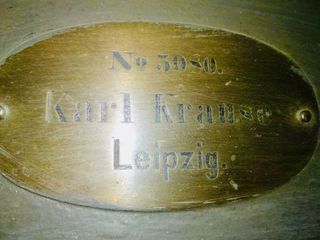 No 5080.
Karl Krause
Leipzig.